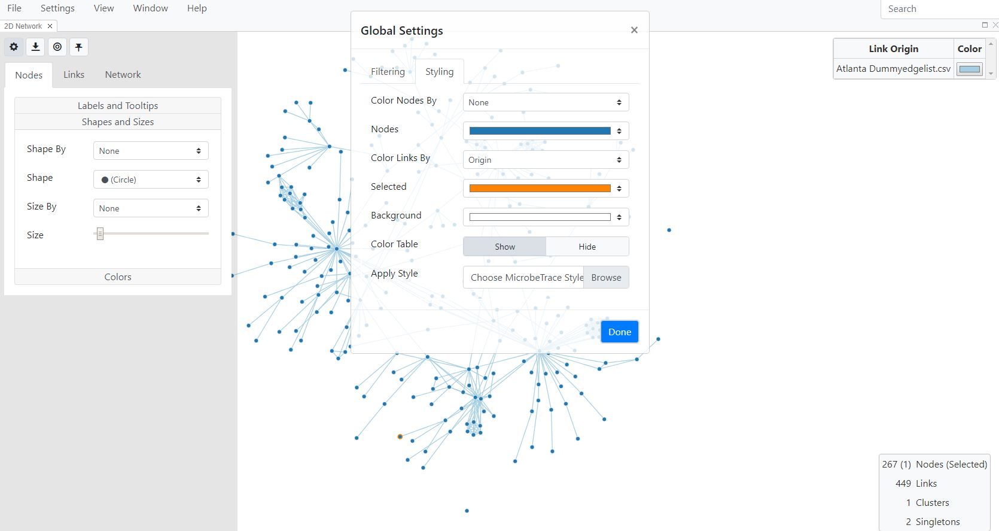 File Settings View Window Help Search
2D Network ×
Nodes Links Network
Labels and Tooltips
Shapes and Sizes
Shape By None
Shape (Circle)
Size By None
Size
Colors
Global Settings ×
Filtering Styling
Color Nodes By None
Nodes
Color Links By Origin
Selected
Background
Color Table Show Hide
Apply Style Choose MicrobeTrace Style Browse
Done
Link Origin Color
Atlanta Dummyedgelist.csv
267 (1) Nodes (Selected)
449 Links
1 Clusters
2 Singletons